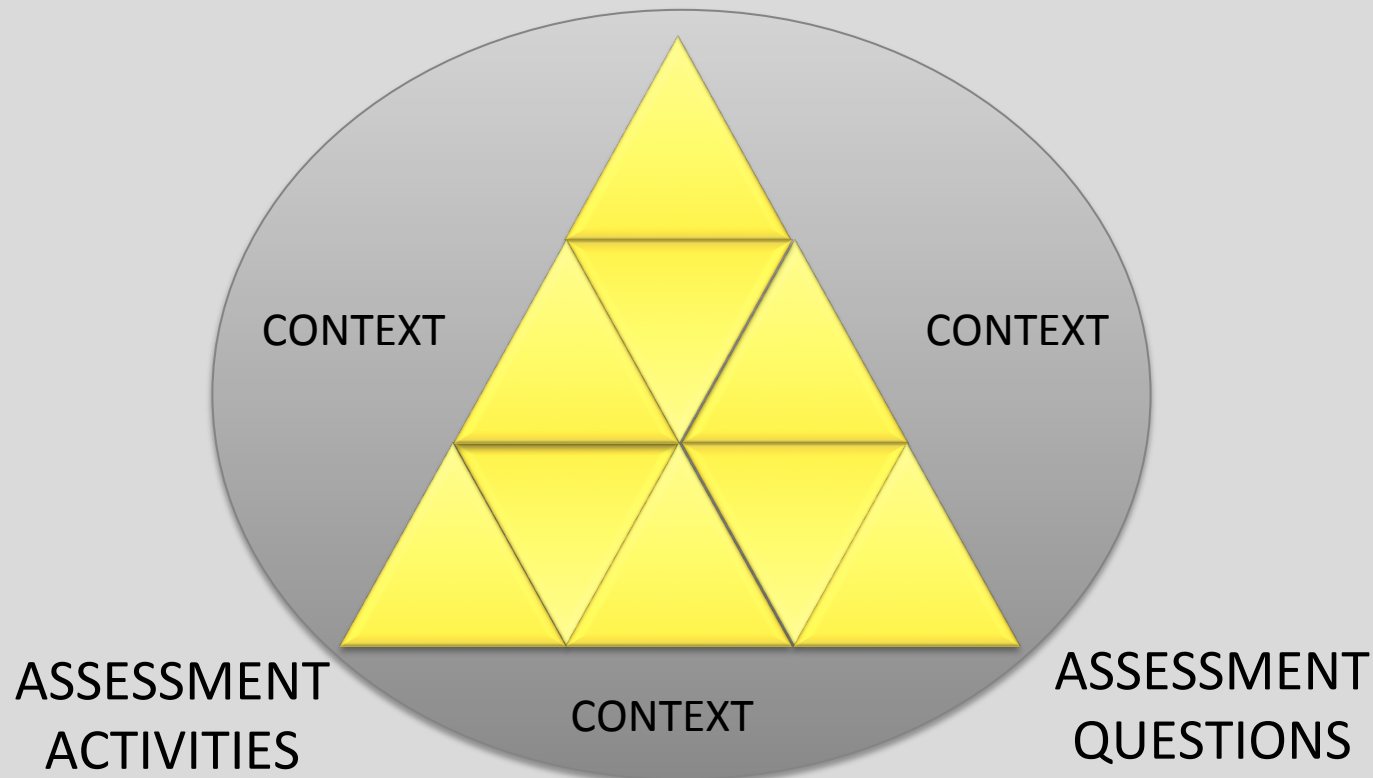 CONTEXT
CONTEXT
ASSESSMENT
ACTIVITIES
CONTEXT
ASSESSMENT
QUESTIONS